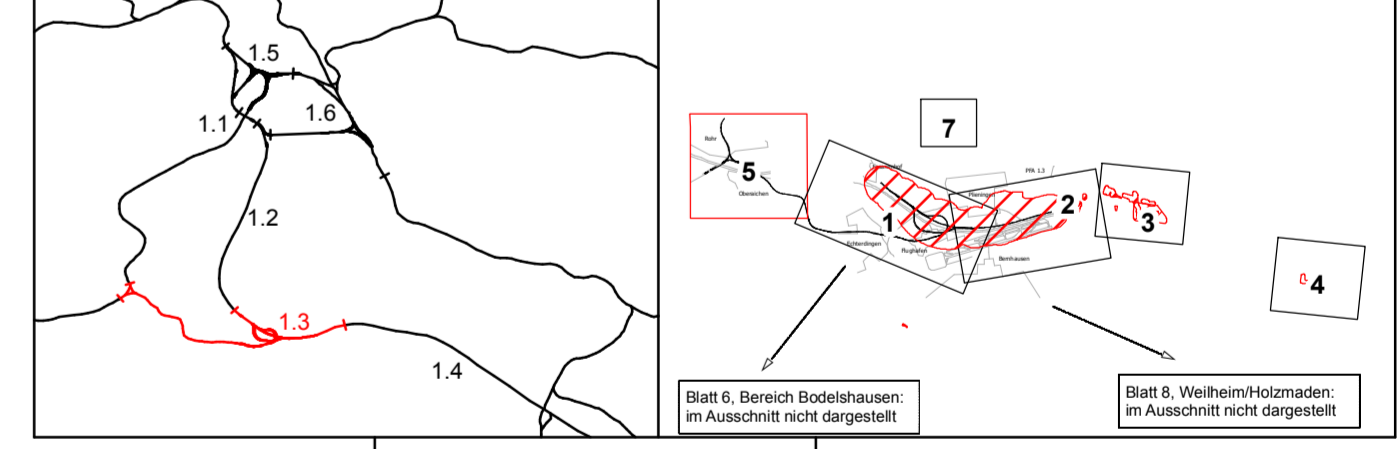 1.5
1.6
1.1
1.2
1.3
1.4
7
Rohr
5
Obereichen
PFA 1.3
Plieningen
2
1
3
Echterdingen
Flughafen
Bernhausen
4
Blatt 6, Bereich Bodelshausen:
im Ausschnitt nicht dargestellt
Blatt 8, Weilheim/Holzmaden:
im Ausschnitt nicht dargestellt